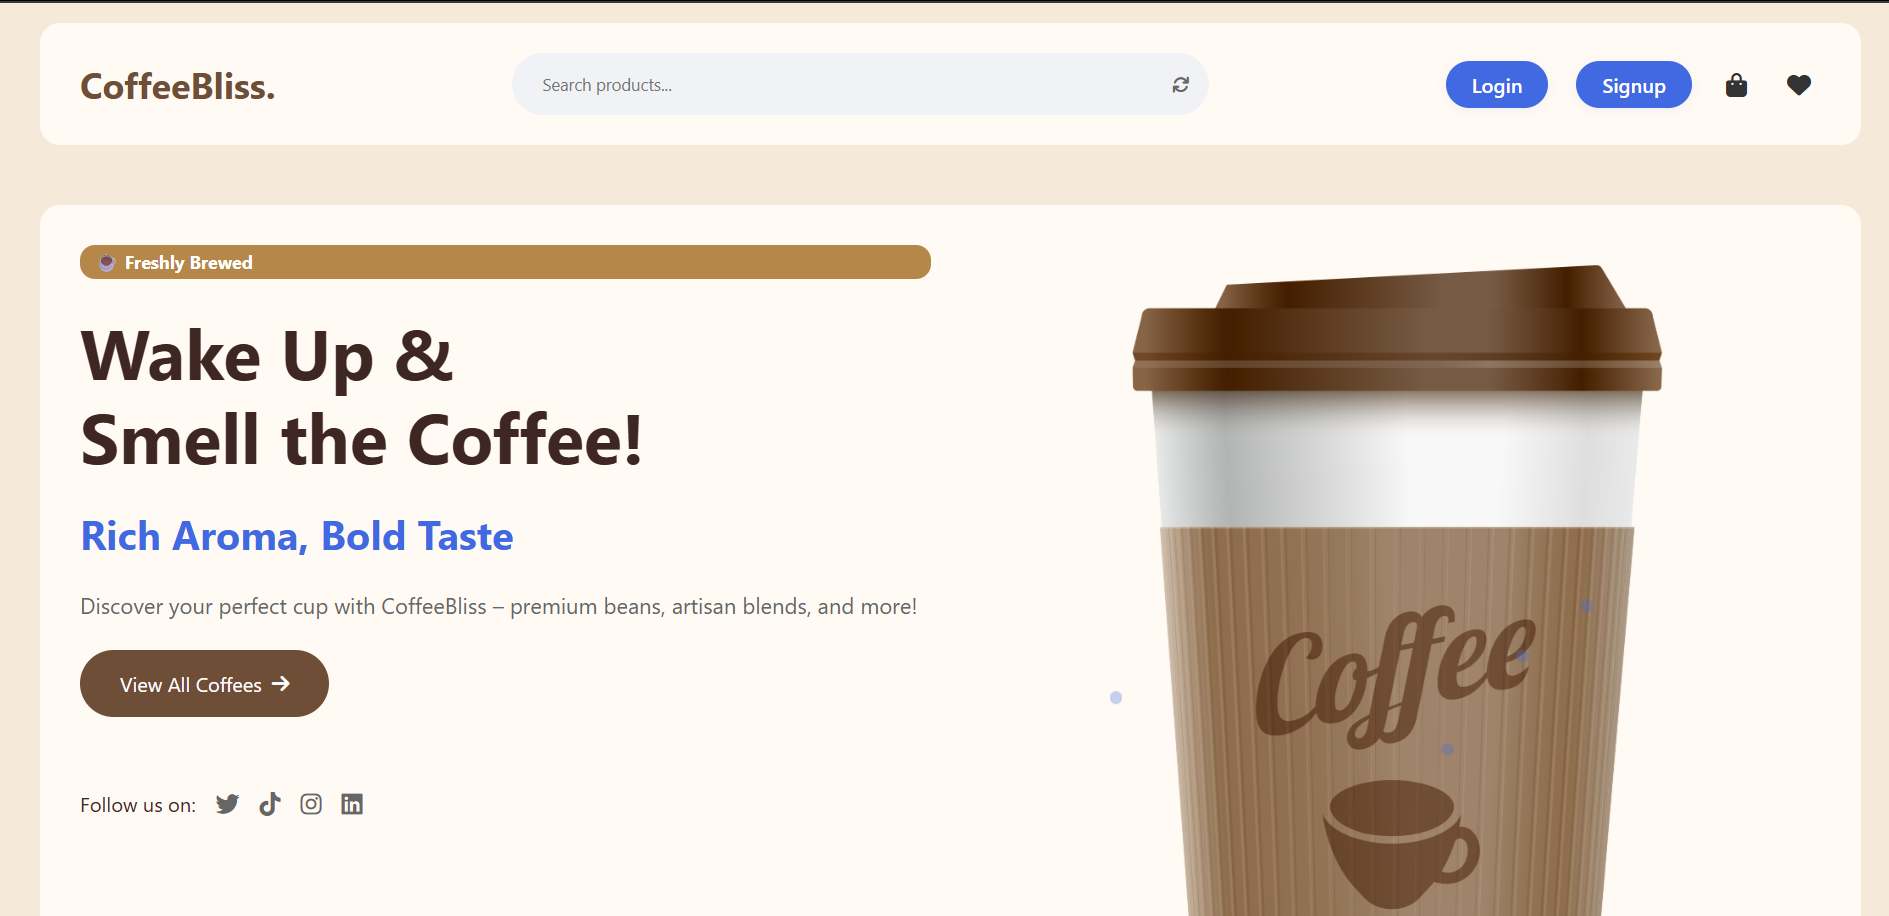 CoffeeBliss.
Search products...
Login
Signup
Freshly Brewed
Wake Up &
Smell the Coffee!
Rich Aroma, Bold Taste
Discover your perfect cup with CoffeeBliss – premium beans, artisan blends, and more!
View All Coffees
Follow us on:
Coffee